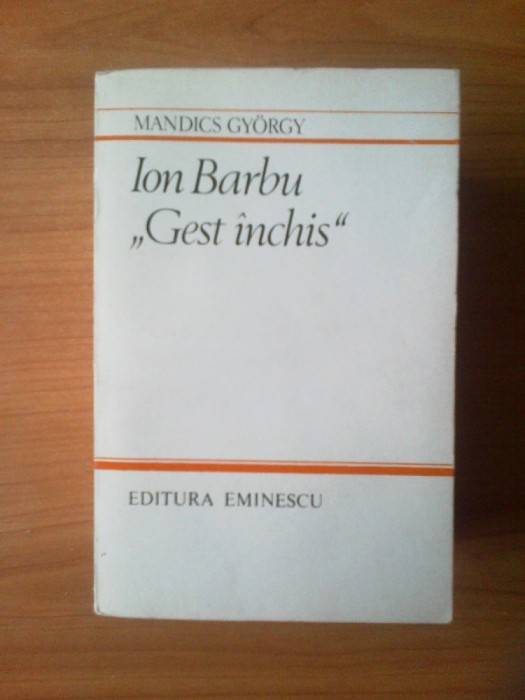 MANDICS GYÖRGY
Ion Barbu
„Gest închis“
EDITURA EMINESCU